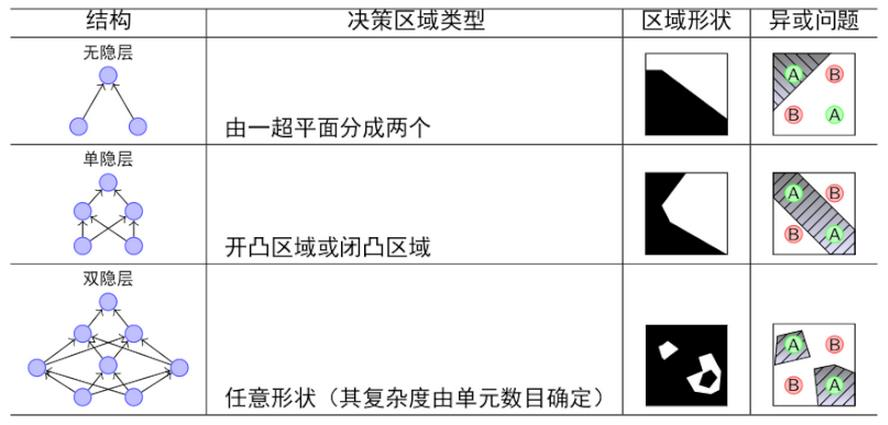 结构 决策区域类型 区域形状 异或问题
无隐层
A B
B A
由一超平面分成两个
单隐层
A B
B A
开凸区域或闭凸区域
双隐层
A B
B A
任意形状（其复杂度由单元数目确定）